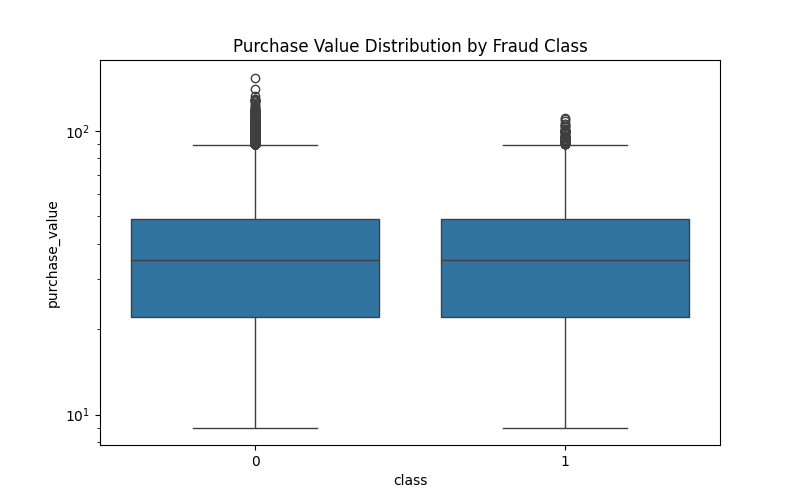 Purchase Value Distribution by Fraud Class
purchase_value
10²
10¹
0 1
class